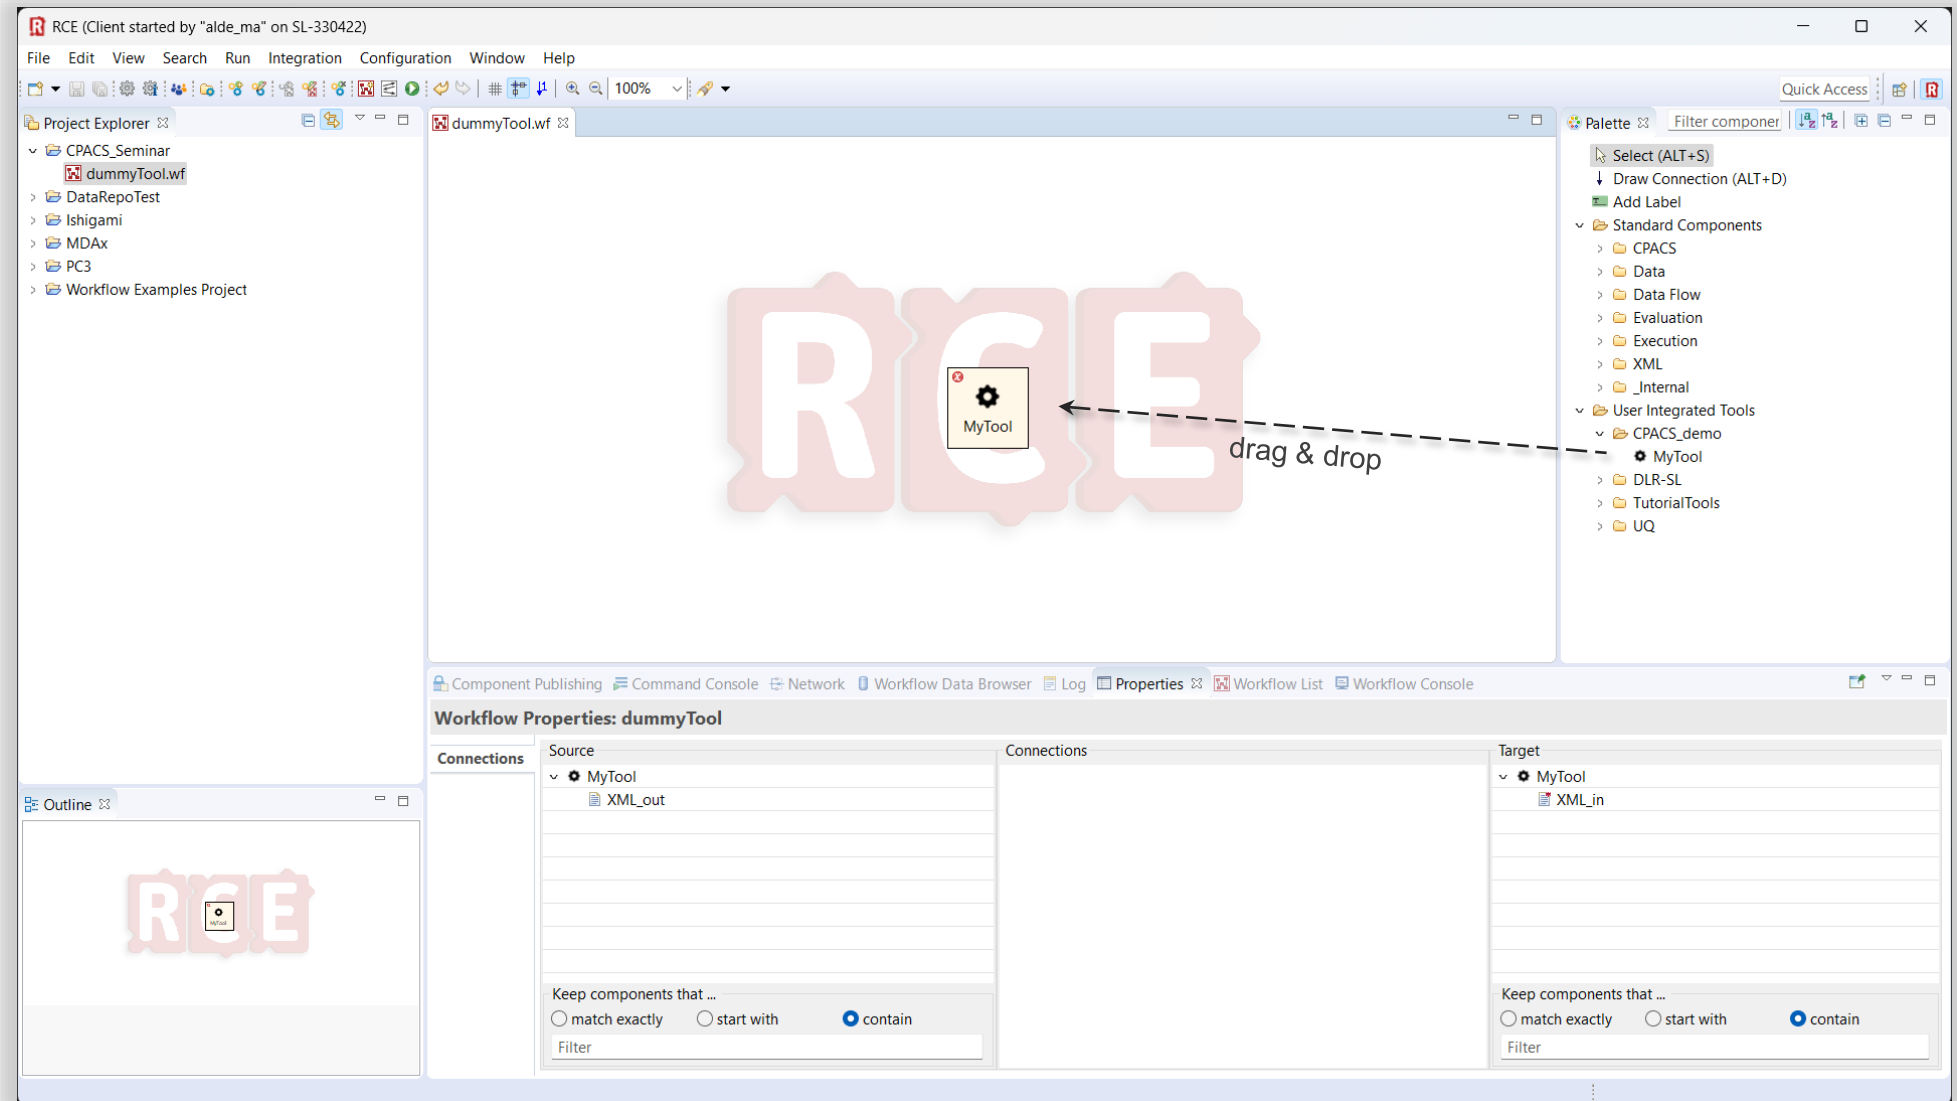 RCE (Client started by "alde_ma" on SL-330422)
File Edit View Search Run Integration Configuration Window Help
100%
Quick Access
Project Explorer
CPACS_Seminar
dummyTool.wf
DataRepoTest
Ishigami
MDAx
PC3
Workflow Examples Project
dummyTool.wf
RCE
MyTool
drag & drop
Palette
Filter componer
Select (ALT+S)
Draw Connection (ALT+D)
Add Label
Standard Components
CPACS
Data
Data Flow
Evaluation
Execution
XML
_Internal
User Integrated Tools
CPACS_demo
MyTool
DLR-SL
TutorialTools
UQ
Component Publishing Command Console Network Workflow Data Browser Log Properties Workflow List Workflow Console
Workflow Properties: dummyTool
Connections
Source
MyTool
XML_out
Keep components that ...
match exactly start with contain
Filter
Connections
Target
MyTool
XML_in
Keep components that ...
match exactly start with contain
Filter
Outline
RCE
MyTool